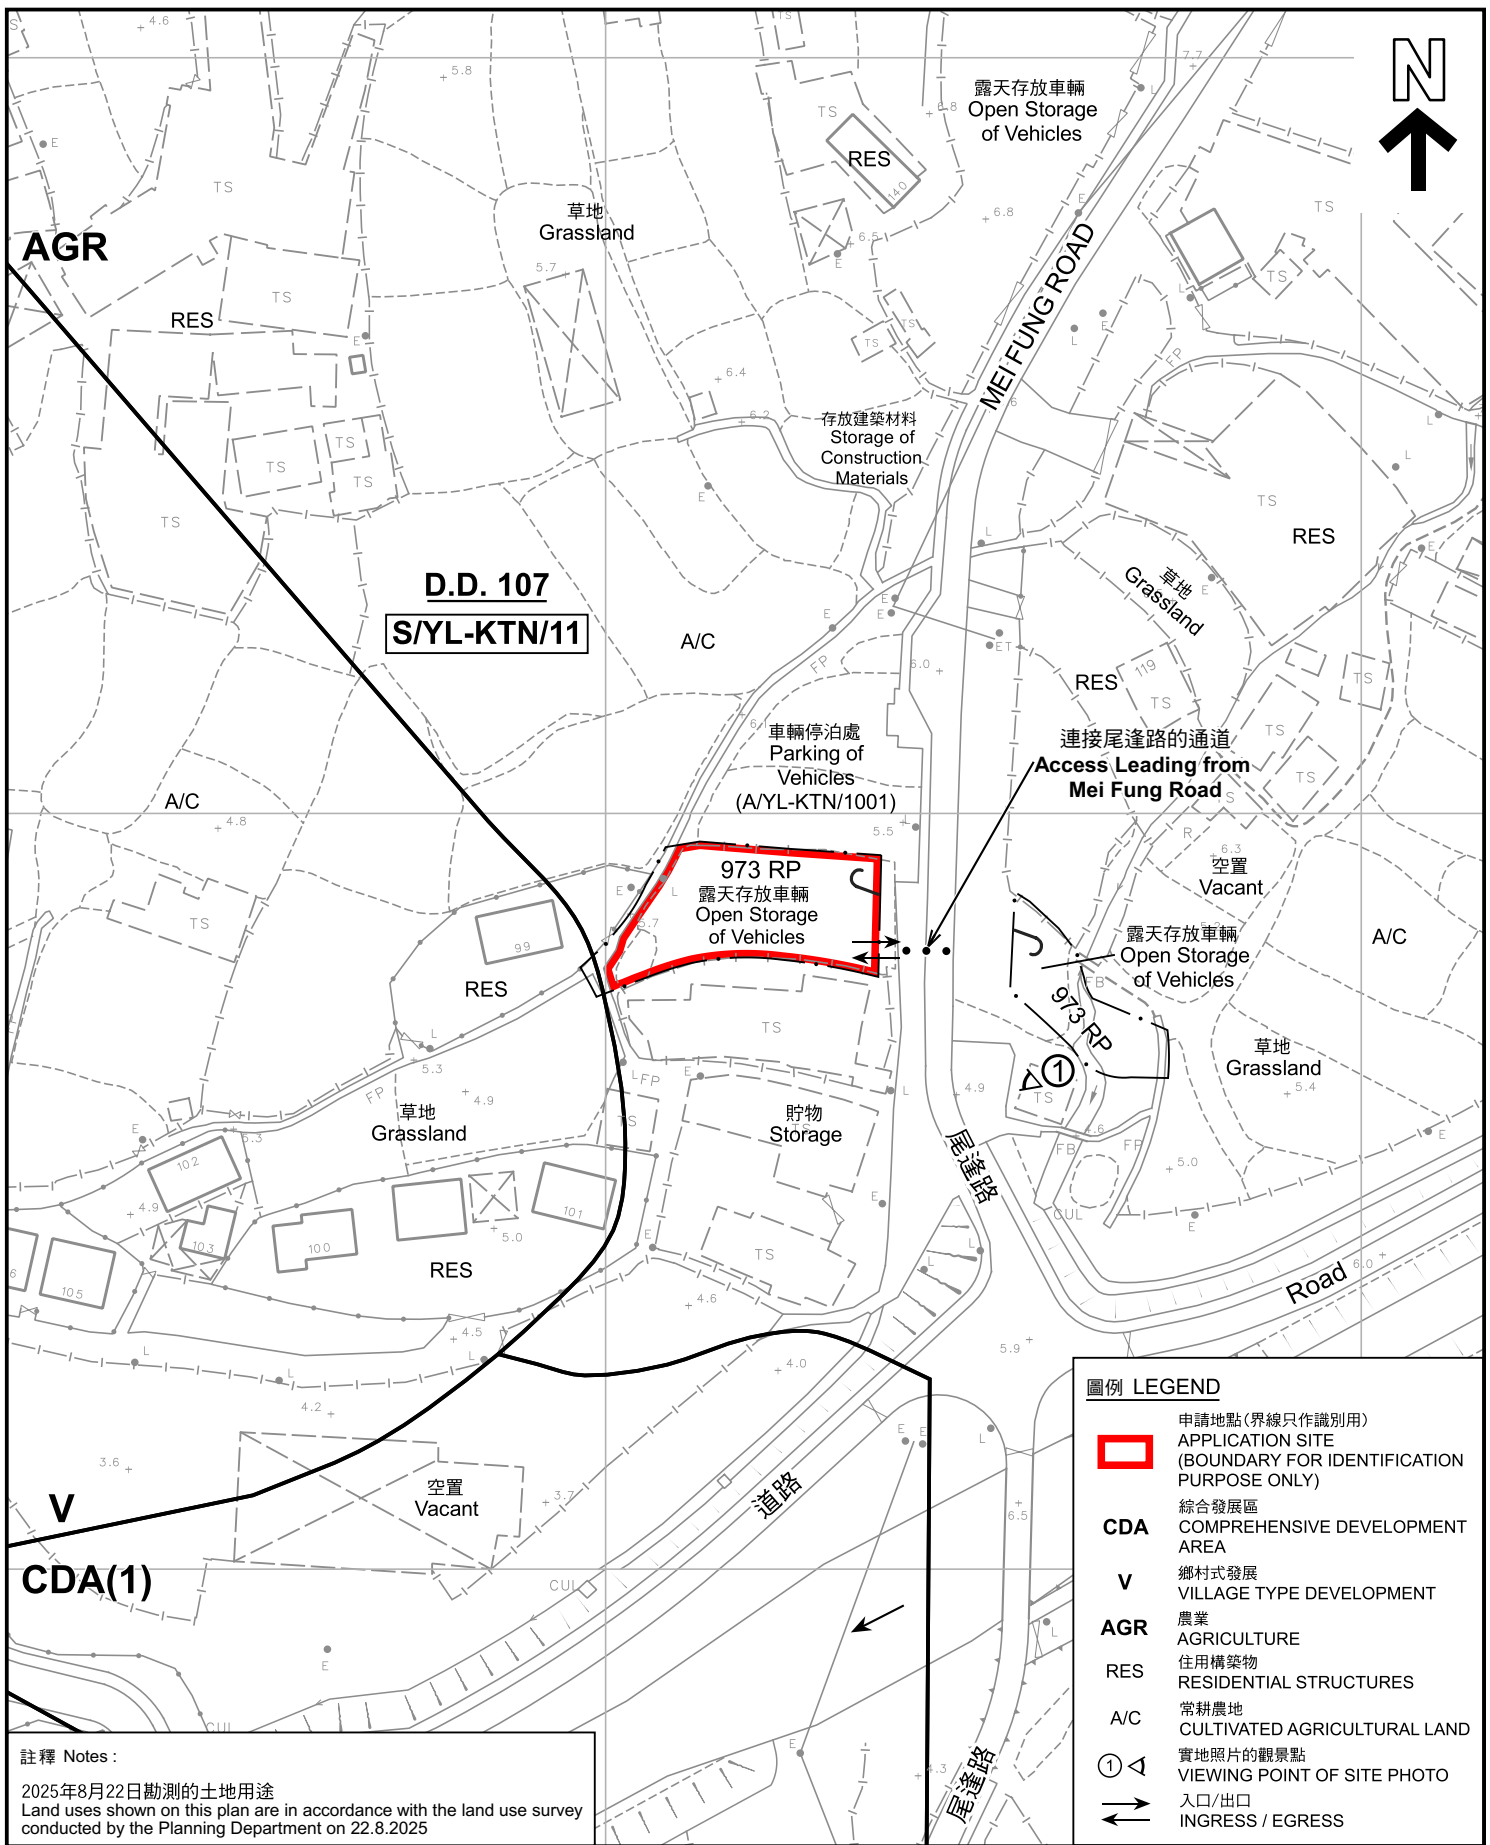 露天存放車輛
Open Storage
of Vehicles
N
RES
140
草地
Grassland
AGR
RES
MEI FUNG ROAD
存放建築材料
Storage of
Construction
Materials
RES
D.D. 107
S/YL-KTN/11
A/C
草地
Grassland
RES
119
車輛停泊處
Parking of
Vehicles
(A/YL-KTN/1001)
連接尾逢路的通道
Access Leading from
Mei Fung Road
A/C
973 RP
露天存放車輛
Open Storage
of Vehicles
空置
Vacant
A/C
露天存放車輛
Open Storage
of Vehicles
973 RP
99
RES
草地
Grassland
1
草地
Grassland
貯物
Storage
尾逢路
102
101
100
103
105
RES
Road
道路
空置
Vacant
V
CDA(1)
尾逢路
圖例 LEGEND
申請地點(界線只作識別用)
APPLICATION SITE
(BOUNDARY FOR IDENTIFICATION
PURPOSE ONLY)
CDA
綜合發展區
COMPREHENSIVE DEVELOPMENT
AREA
V
鄉村式發展
VILLAGE TYPE DEVELOPMENT
AGR
農業
AGRICULTURE
RES
住用構築物
RESIDENTIAL STRUCTURES
A/C
常耕農地
CULTIVATED AGRICULTURAL LAND
1
實地照片的觀景點
VIEWING POINT OF SITE PHOTO
入口/出口
INGRESS / EGRESS
註釋 Notes :
2025年8月22日勘測的土地用途
Land uses shown on this plan are in accordance with the land use survey
conducted by the Planning Department on 22.8.2025